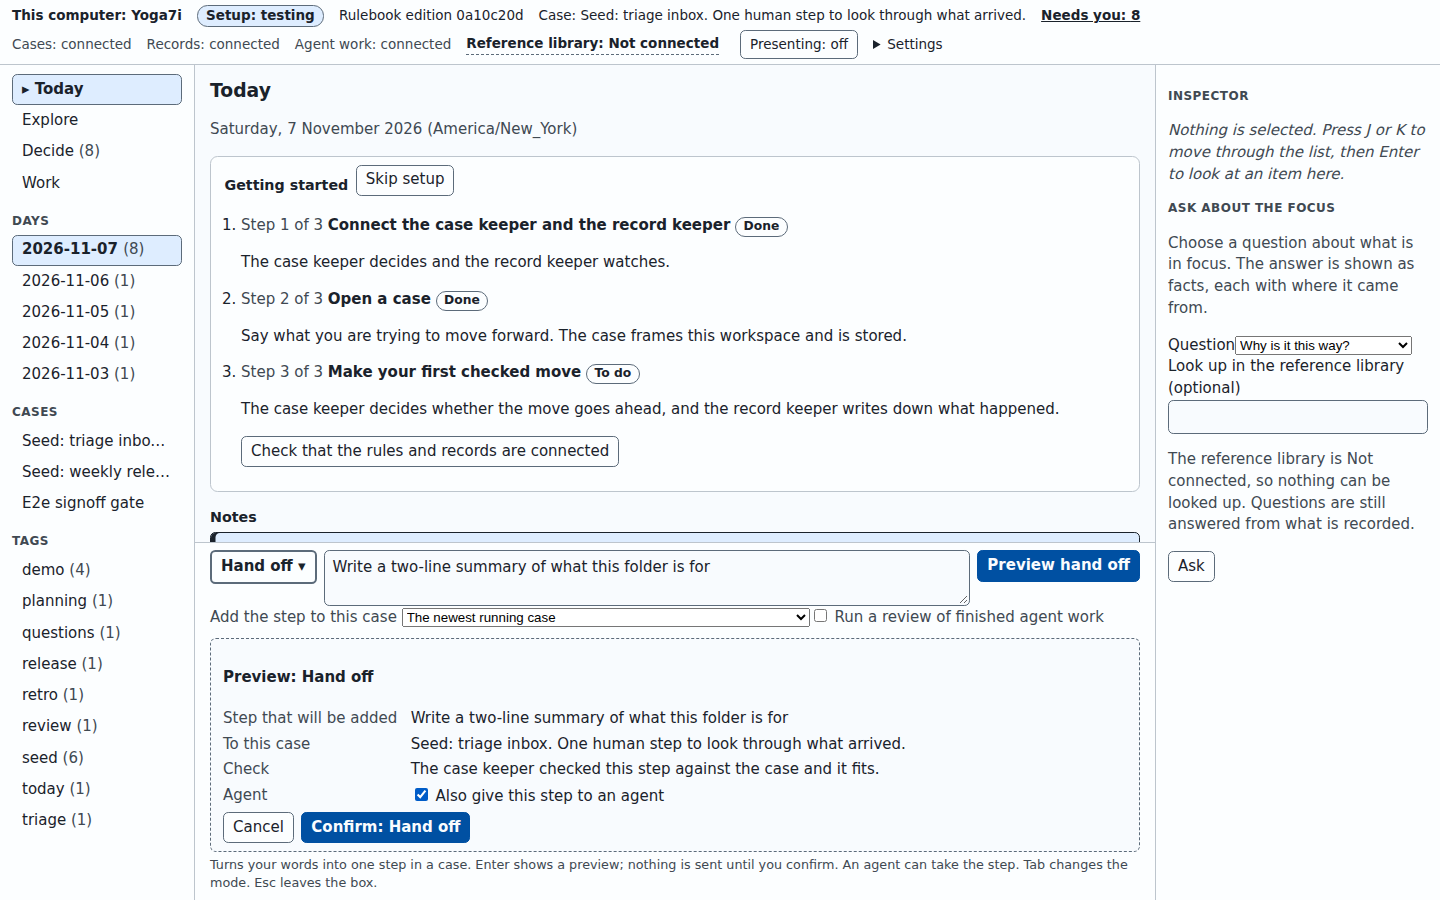 This computer: Yoga7i Setup: testing Rulebook edition 0a10c20d Case: Seed: triage inbox. One human step to look through what arrived. Needs you: 8
Cases: connected Records: connected Agent work: connected Reference library: Not connected Presenting: off ▶ Settings
▸ Today
Explore
Decide (8)
Work
DAYS
2026-11-07 (8)
2026-11-06 (1)
2026-11-05 (1)
2026-11-04 (1)
2026-11-03 (1)
CASES
Seed: triage inbo…
Seed: weekly rele…
E2e signoff gate
TAGS
demo (4)
planning (1)
questions (1)
release (1)
retro (1)
review (1)
seed (6)
today (1)
triage (1)
Today
Saturday, 7 November 2026 (America/New_York)
Getting started Skip setup
1. Step 1 of 3 Connect the case keeper and the record keeper Done
The case keeper decides and the record keeper watches.
2. Step 2 of 3 Open a case Done
Say what you are trying to move forward. The case frames this workspace and is stored.
3. Step 3 of 3 Make your first checked move To do
The case keeper decides whether the move goes ahead, and the record keeper writes down what happened.
Check that the rules and records are connected
Notes
Hand off ▾ Write a two-line summary of what this folder is for Preview hand off
Add the step to this case The newest running case Run a review of finished agent work
Preview: Hand off
Step that will be added Write a two-line summary of what this folder is for
To this case Seed: triage inbox. One human step to look through what arrived.
Check The case keeper checked this step against the case and it fits.
Agent Also give this step to an agent
Cancel Confirm: Hand off
Turns your words into one step in a case. Enter shows a preview; nothing is sent until you confirm. An agent can take the step. Tab changes the
mode. Esc leaves the box.
INSPECTOR
Nothing is selected. Press J or K to
move through the list, then Enter
to look at an item here.
ASK ABOUT THE FOCUS
Choose a question about what is
in focus. The answer is shown as
facts, each with where it came
from.
Question Why is it this way?
Look up in the reference library
(optional)
The reference library is Not
connected, so nothing can be
looked up. Questions are still
answered from what is recorded.
Ask